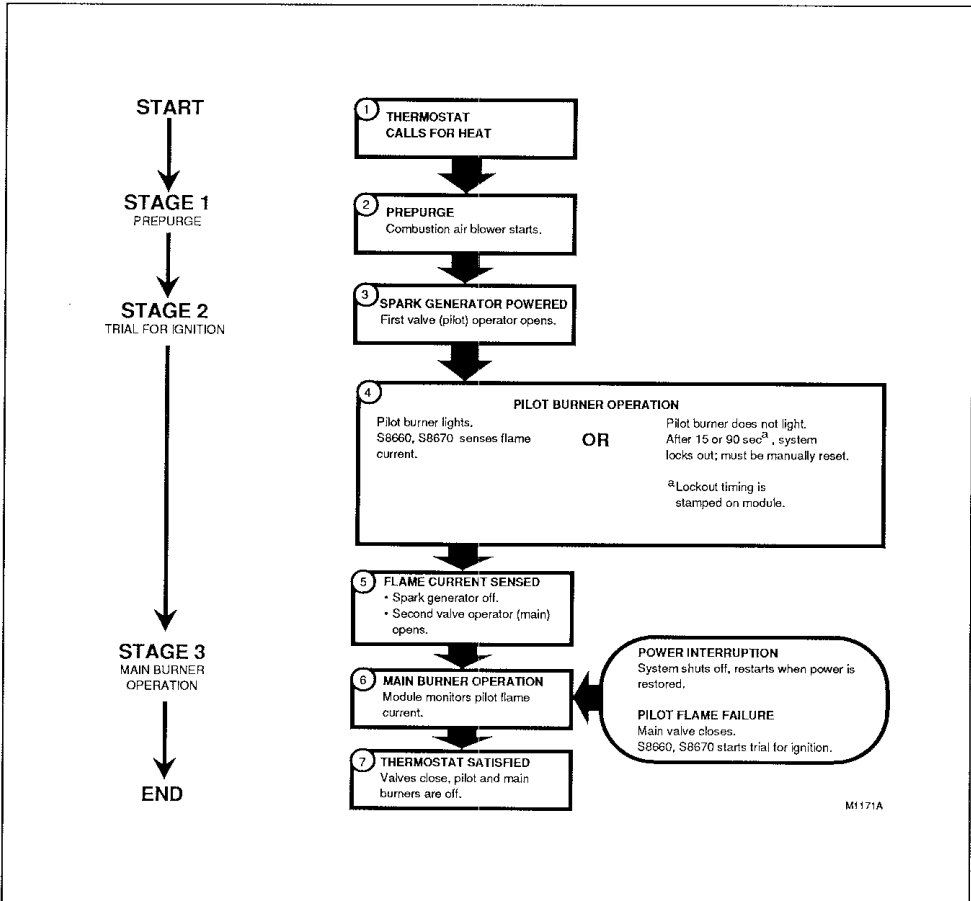 START
STAGE 1
PREPURGE
STAGE 2
TRIAL FOR IGNITION
STAGE 3
MAIN BURNER
OPERATION
END
1
THERMOSTAT
CALLS FOR HEAT
2
PREPURGE
Combustion air blower starts.
3
SPARK GENERATOR POWERED
First valve (pilot) operator opens.
4
PILOT BURNER OPERATION
Pilot burner lights.
S8660, S8670 senses flame
current.
OR
Pilot burner does not light.
After 15 or 90 secᵃ, system
locks out; must be manually reset.
ᵃLockout timing is
stamped on module.
5
FLAME CURRENT SENSED
• Spark generator off.
• Second valve operator (main)
opens.
6
MAIN BURNER OPERATION
Module monitors pilot flame
current.
POWER INTERRUPTION
System shuts off, restarts when power is
restored.
PILOT FLAME FAILURE
Main valve closes.
S8660, S8670 starts trial for ignition.
7
THERMOSTAT SATISFIED
Valves close, pilot and main
burners are off.
M1171A